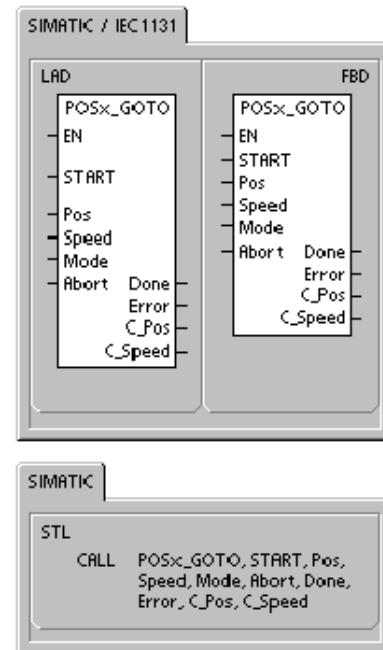 SIMATIC / IEC1131
LAD
POSx_GOTO
EN
START
Pos
Speed
Mode
Abort Done
Error
C_Pos
C_Speed
FBD
POSx_GOTO
EN
START
Pos
Speed
Mode
Abort Done
Error
C_Pos
C_Speed
SIMATIC
STL
CALL POSx_GOTO, START, Pos,
Speed, Mode, Abort, Done,
Error, C_Pos, C_Speed